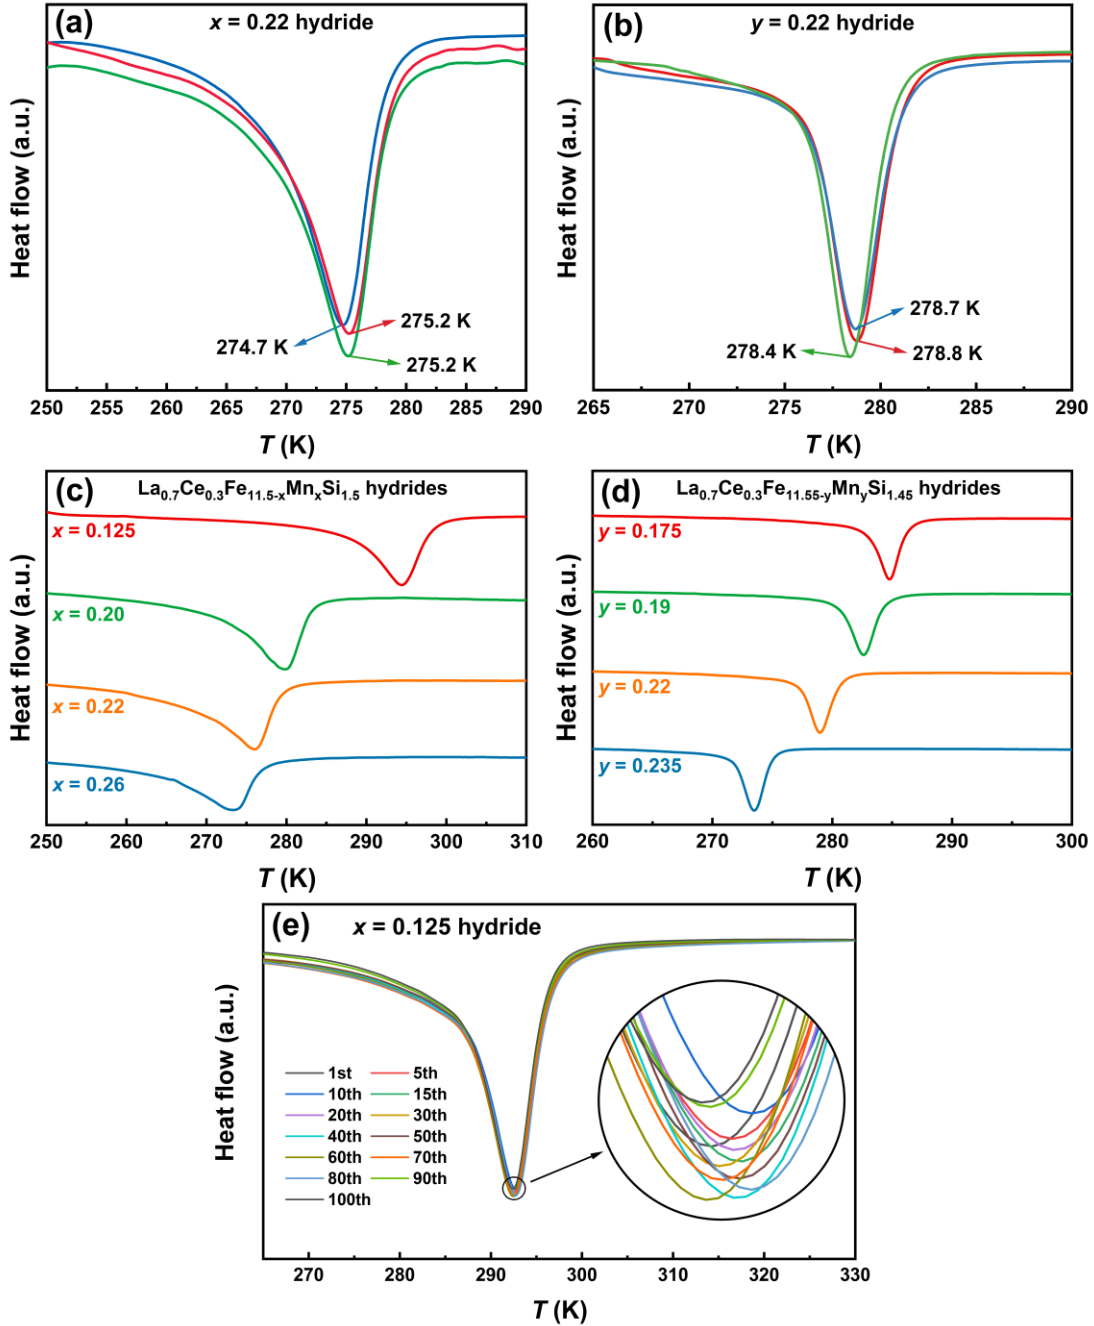 (a) x = 0.22 hydride
Heat flow (a.u.)
274.7 K
275.2 K
275.2 K
250 255 260 265 270 275 280 285 290
T (K)
(b) y = 0.22 hydride
Heat flow (a.u.)
278.7 K
278.4 K
278.8 K
265 270 275 280 285 290
T (K)
(c) La0.7Ce0.3Fe11.5-xMnxSi1.5 hydrides
Heat flow (a.u.)
x = 0.125
x = 0.20
x = 0.22
x = 0.26
250 260 270 280 290 300 310
T (K)
(d) La0.7Ce0.3Fe11.55-yMnySi1.45 hydrides
Heat flow (a.u.)
y = 0.175
y = 0.19
y = 0.22
y = 0.235
260 270 280 290 300
T (K)
(e) x = 0.125 hydride
Heat flow (a.u.)
1st 5th
10th 15th
20th 30th
40th 50th
60th 70th
80th 90th
100th
270 280 290 300 310 320 330
T (K)